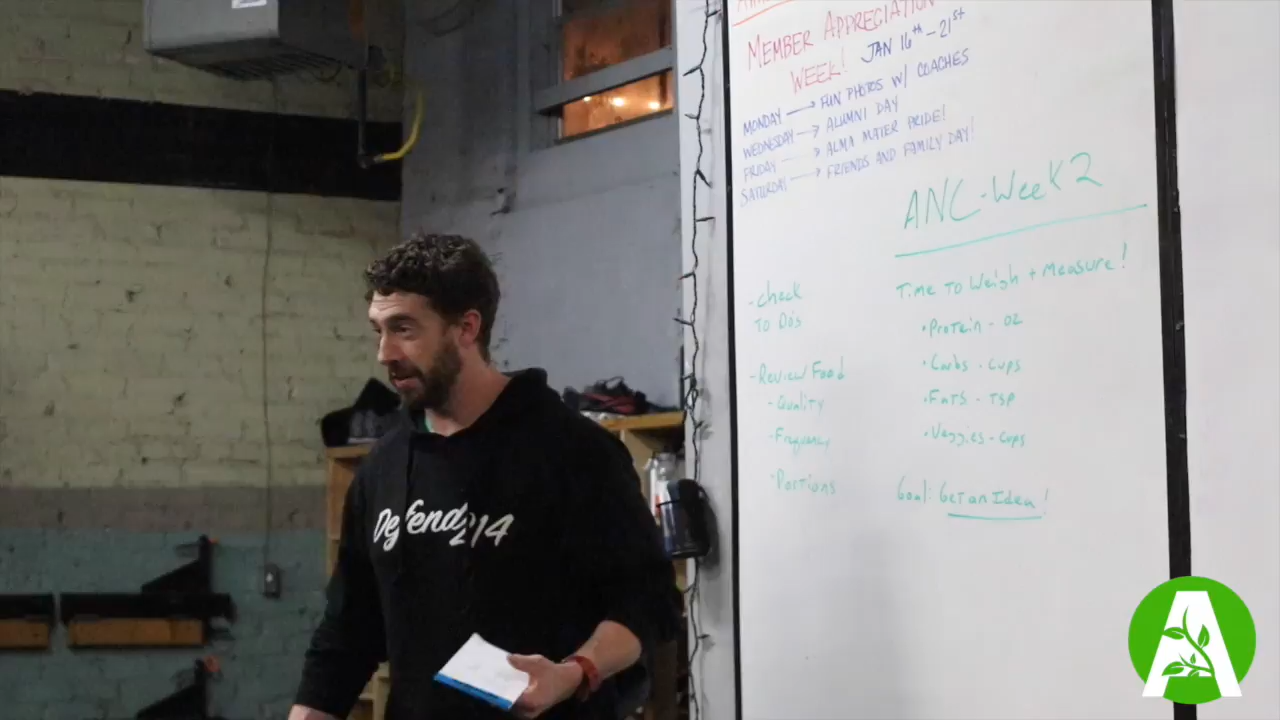 MEMBER APPRECIATION
WEEK! JAN 16th - 21st
MONDAY → FUN PHOTOS W/ COACHES
WEDNESDAY → ALUMNI DAY
FRIDAY → ALMA MATER PRIDE!
SATURDAY → FRIENDS AND FAMILY DAY!
ANC-Week 2
-Check
To Do's
-Review Food
-Quality
-Frequency
-Portions
Time To Weigh + Measure!
•Protein - OZ
•Carbs - Cups
•Fats - TSP
•Veggies - Cups
Goal: Get an Idea!
Defend 214
A